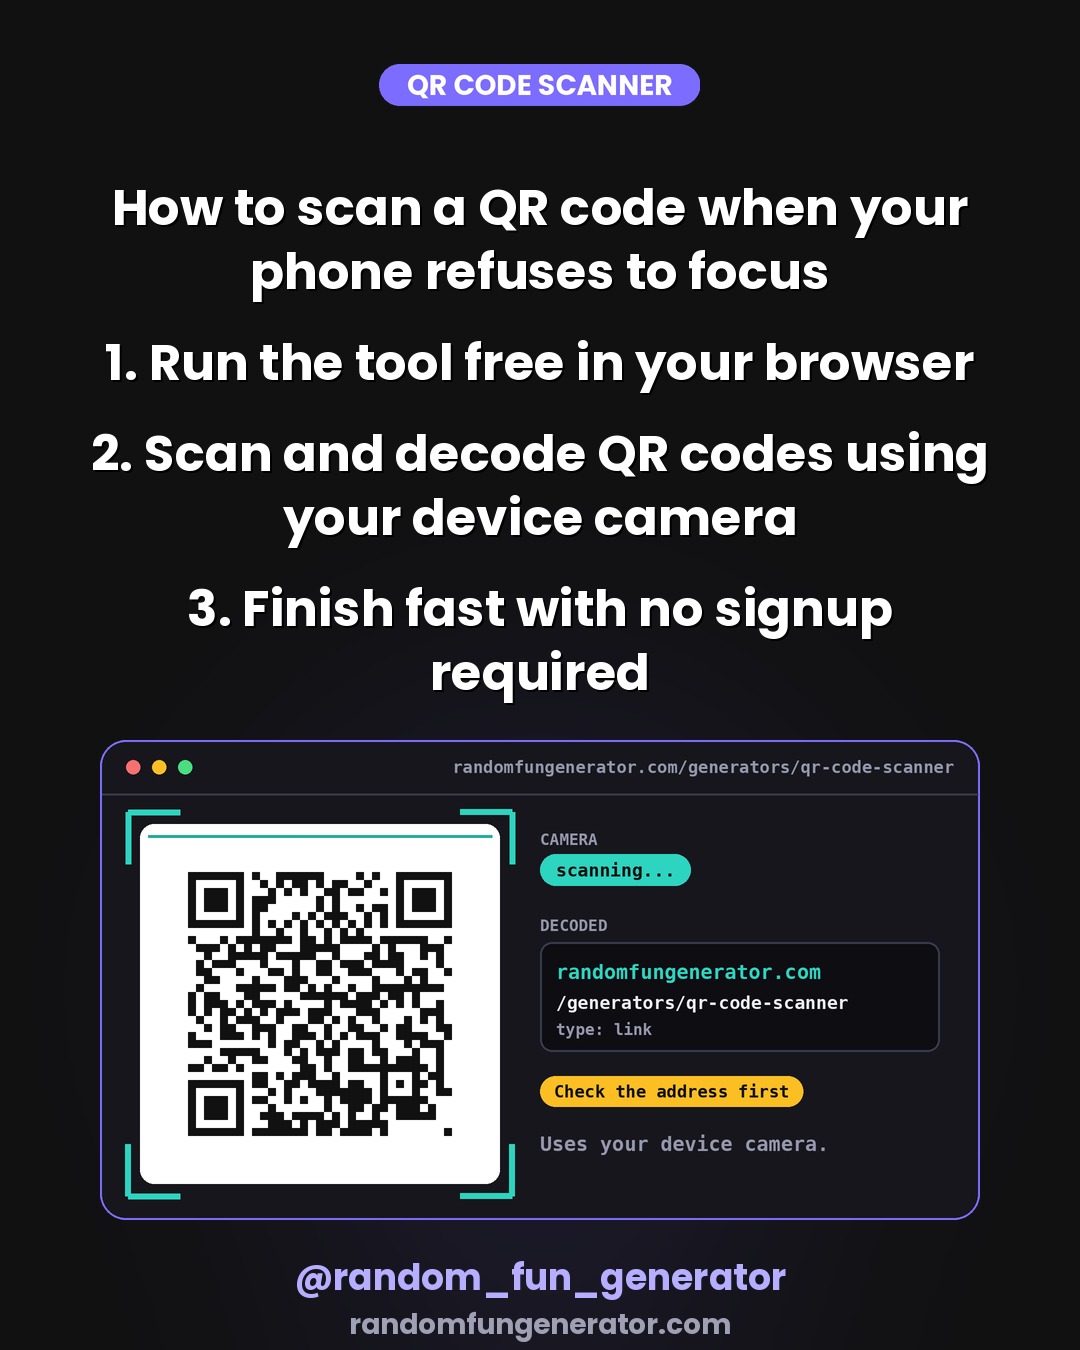 QR CODE SCANNER
How to scan a QR code when your
phone refuses to focus
1. Run the tool free in your browser
2. Scan and decode QR codes using
your device camera
3. Finish fast with no signup
required
randomfungenerator.com/generators/qr-code-scanner
CAMERA
scanning...
DECODED
randomfungenerator.com
/generators/qr-code-scanner
type: link
Check the address first
Uses your device camera.
@random_fun_generator
randomfungenerator.com